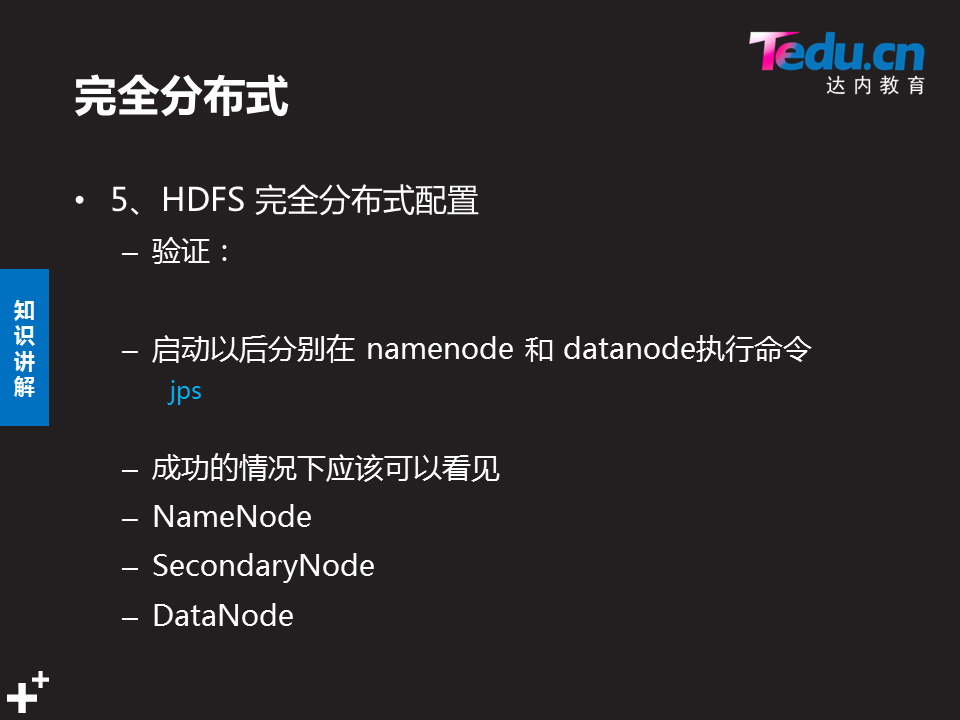 Tedu.cn
达内教育
完全分布式
• 5、HDFS 完全分布式配置
– 验证：
– 启动以后分别在 namenode 和 datanode执行命令
jps
– 成功的情况下应该可以看见
– NameNode
– SecondaryNode
– DataNode
知识讲解